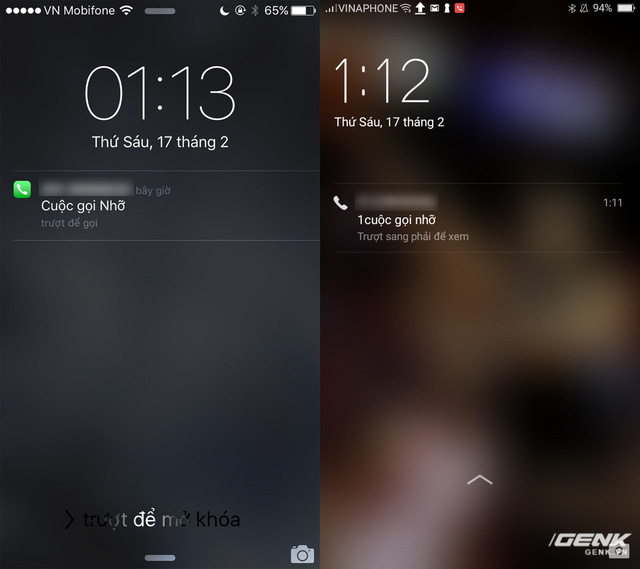 VN Mobifone
65%
01:13
Thứ Sáu, 17 tháng 2
bây giờ
Cuộc gọi Nhỡ
trượt để gọi
trượt để mở khóa
VINAPHONE
94%
1:12
Thứ Sáu, 17 tháng 2
1:11
1cuộc gọi nhỡ
Trượt sang phải để xem
GENK
GENK.VN